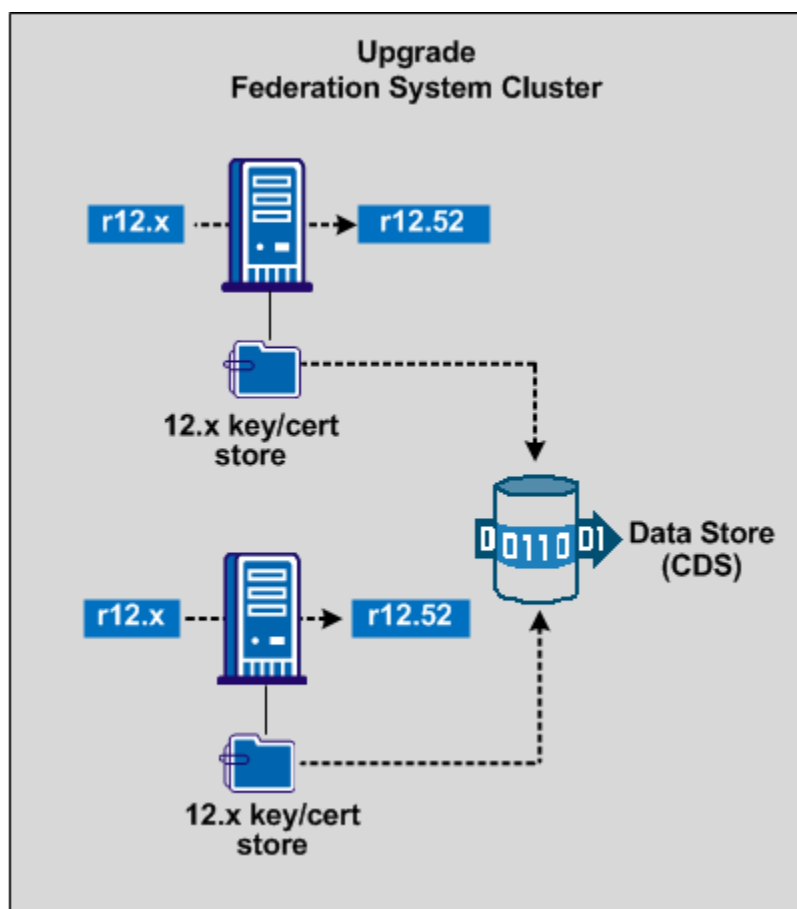 Upgrade
Federation System Cluster
r12.x
r12.52
12.x key/cert
store
D 0110 D1
Data Store
(CDS)
r12.x
r12.52
12.x key/cert
store